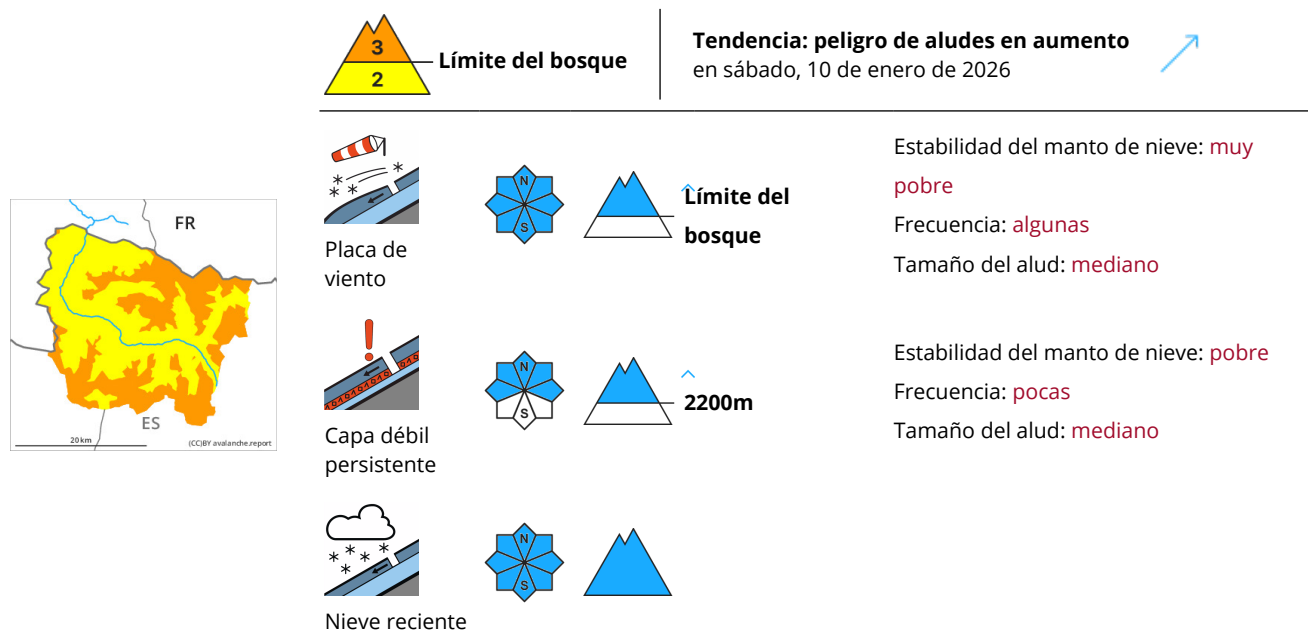 3
2
Límite del bosque
Tendencia: peligro de aludes en aumento
en sábado, 10 de enero de 2026
FR
ES
20 km
(CC)BY avalanche.report
Placa de
viento
N
S
Límite del
bosque
Estabilidad del manto de nieve: muy
pobre
Frecuencia: algunas
Tamaño del alud: mediano
Capa débil
persistente
N
S
2200m
Estabilidad del manto de nieve: pobre
Frecuencia: pocas
Tamaño del alud: mediano
Nieve reciente
N
S